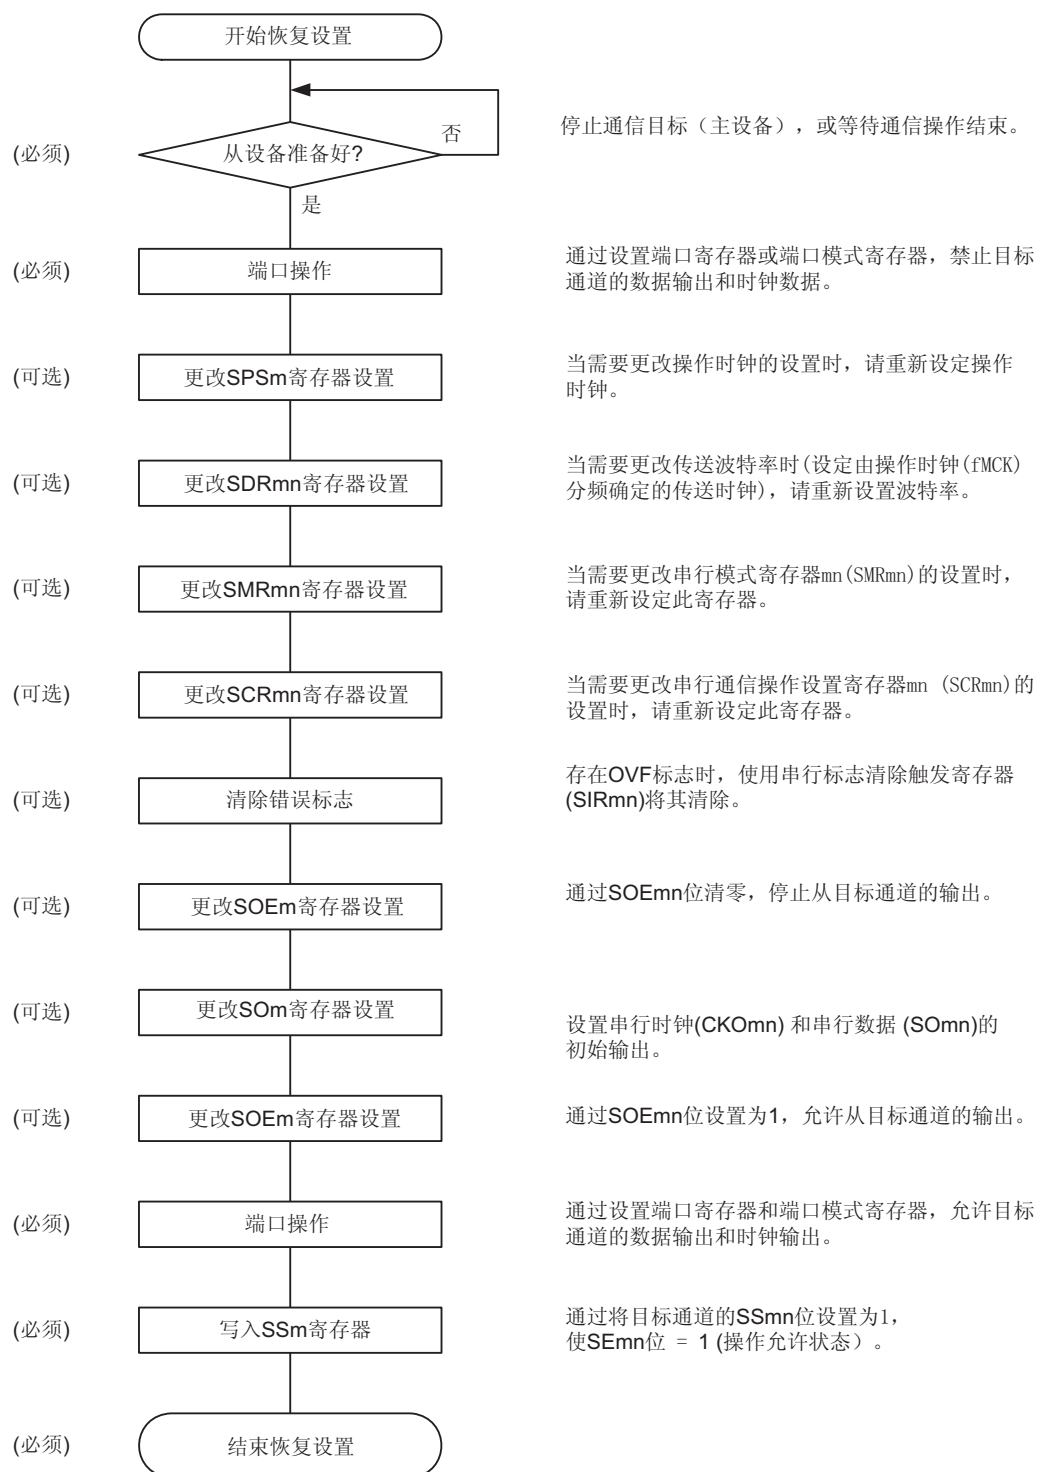 开始恢复设置
否
停止通信目标（主设备），或等待通信操作结束。
(必须)
从设备准备好?
是
(必须)
端口操作
通过设置端口寄存器或端口模式寄存器，禁止目标
通道的数据输出和时钟数据。
(可选)
更改SPSm寄存器设置
当需要更改操作时钟的设置时，请重新设定操作
时钟。
(可选)
更改SDRmn寄存器设置
当需要更改传送波特率时(设定由操作时钟(fMCK)
分频确定的传送时钟)，请重新设置波特率。
(可选)
更改SMRmn寄存器设置
当需要更改串行模式寄存器mn(SMRmn)的设置时，
请重新设定此寄存器。
(可选)
更改SCRmn寄存器设置
当需要更改串行通信操作设置寄存器mn (SCRmn)的
设置时，请重新设定此寄存器。
(可选)
清除错误标志
存在OVF标志时，使用串行标志清除触发寄存器
(SIRmn)将其清除。
(可选)
更改SOEm寄存器设置
通过SOEmn位清零，停止从目标通道的输出。
(可选)
更改SOm寄存器设置
设置串行时钟(CKOmn) 和串行数据 (SOmn)的
初始输出。
(可选)
更改SOEm寄存器设置
通过SOEmn位设置为1，允许从目标通道的输出。
(必须)
端口操作
通过设置端口寄存器和端口模式寄存器，允许目标
通道的数据输出和时钟输出。
(必须)
写入SSm寄存器
通过将目标通道的SSmn位设置为1，
使SEmn位 = 1 (操作允许状态）。
(必须)
结束恢复设置